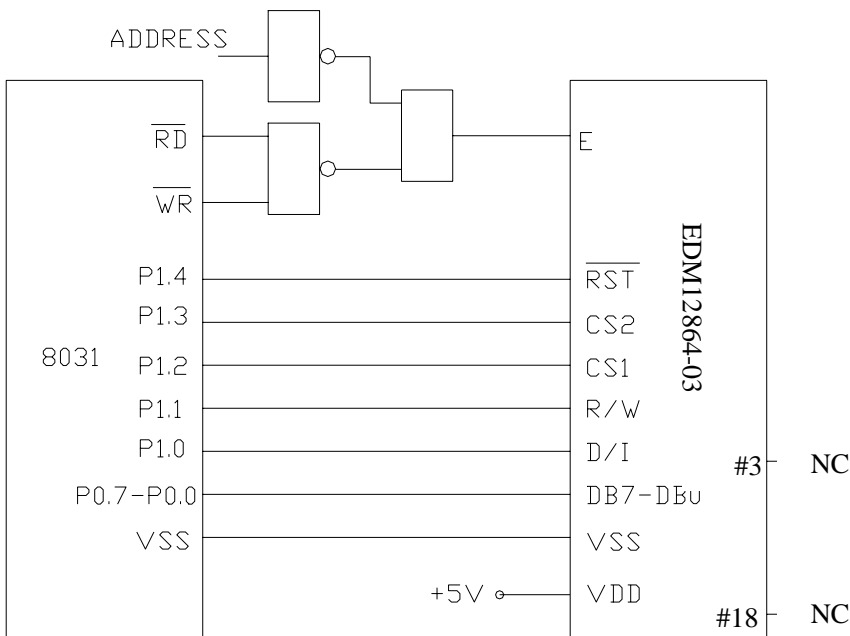 ADDRESS
RD
WR
E
P1.4
RST
P1.3
CS2
8031
P1.2
CS1
EDM12864-03
P1.1
R/W
P1.0
D/I
#3
NC
P0.7-P0.0
DB7-DBu
VSS
VSS
+5V
VDD
#18
NC